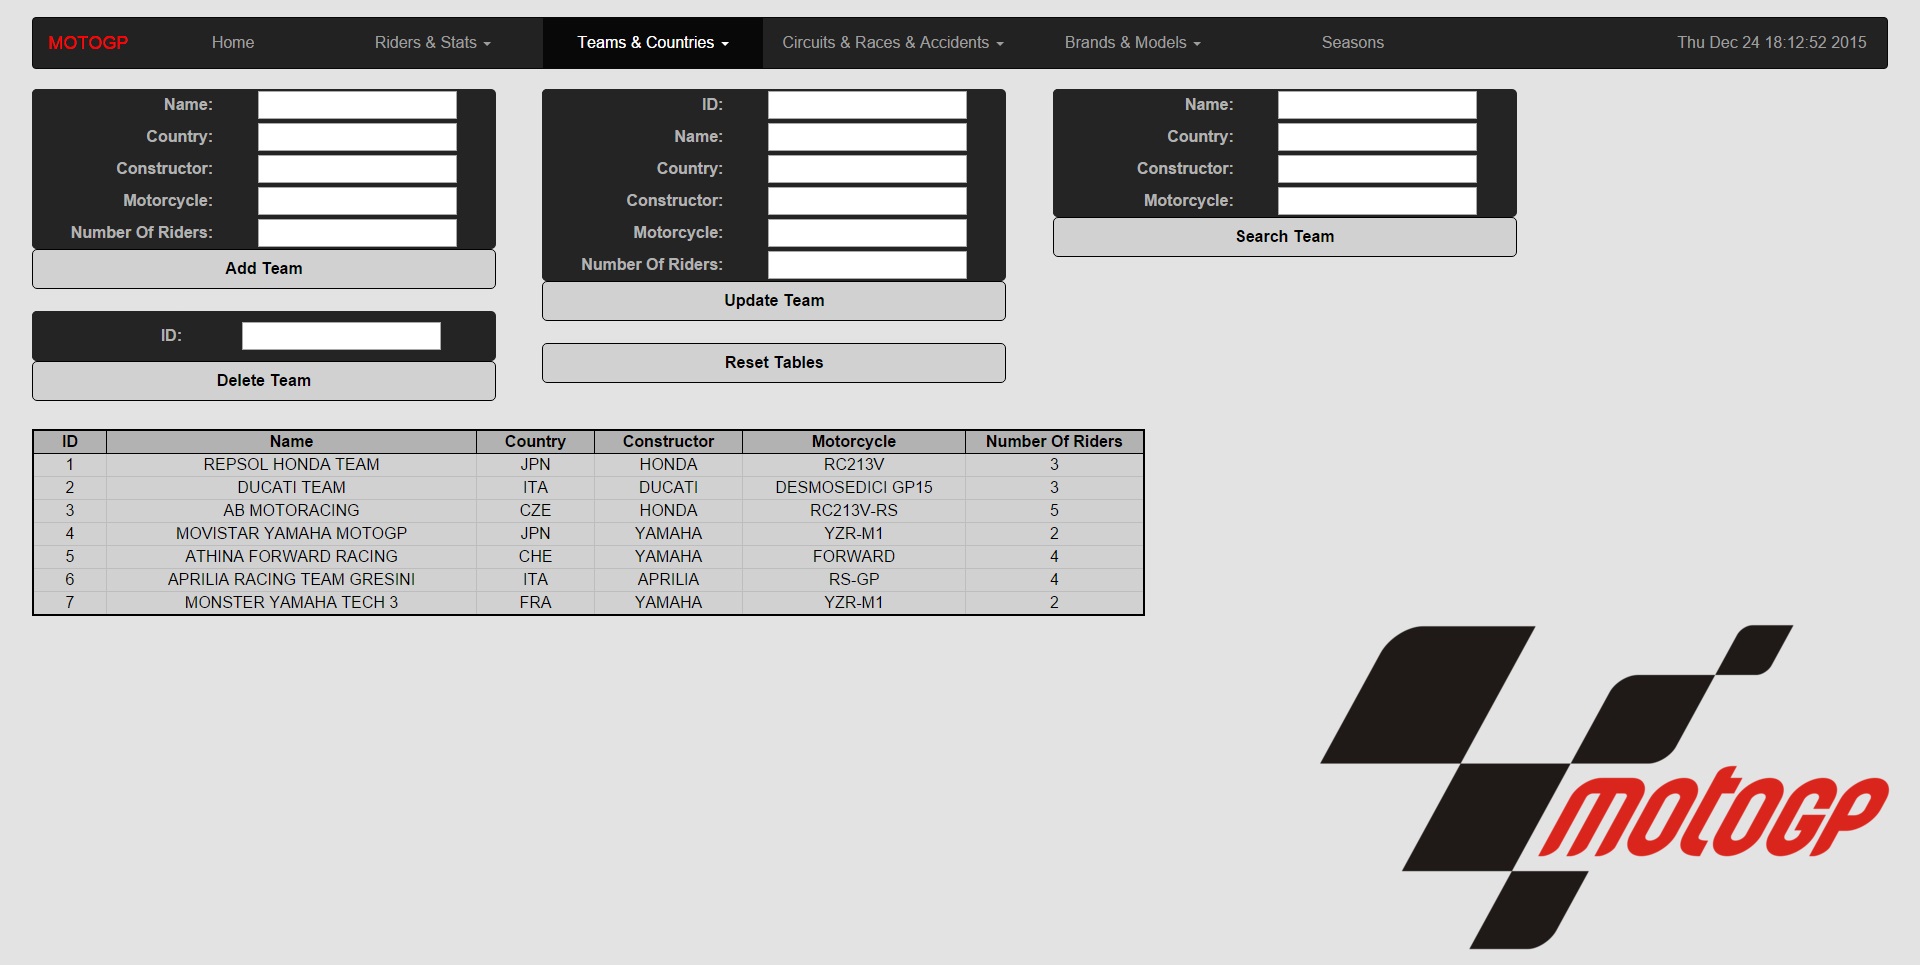 MOTOGP Home Riders & Stats Teams & Countries Circuits & Races & Accidents Brands & Models Seasons Thu Dec 24 18:12:52 2015
Name:
Country:
Constructor:
Motorcycle:
Number Of Riders:
Add Team
ID:
Delete Team
ID:
Name:
Country:
Constructor:
Motorcycle:
Number Of Riders:
Update Team
Reset Tables
Name:
Country:
Constructor:
Motorcycle:
Search Team
ID Name Country Constructor Motorcycle Number Of Riders
1 REPSOL HONDA TEAM JPN HONDA RC213V 3
2 DUCATI TEAM ITA DUCATI DESMOSEDICI GP15 3
3 AB MOTORACING CZE HONDA RC213V-RS 5
4 MOVISTAR YAMAHA MOTOGP JPN YAMAHA YZR-M1 2
5 ATHINA FORWARD RACING CHE YAMAHA FORWARD 4
6 APRILIA RACING TEAM GRESINI ITA APRILIA RS-GP 4
7 MONSTER YAMAHA TECH 3 FRA YAMAHA YZR-M1 2
motoGP